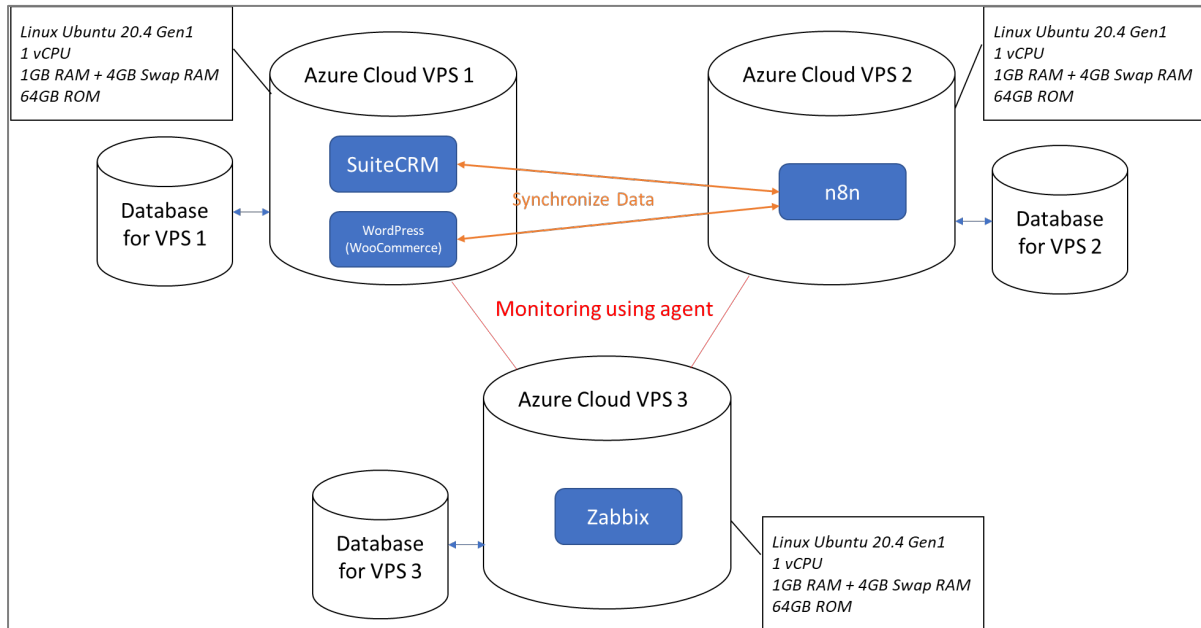 Linux Ubuntu 20.4 Gen1
1 vCPU
1GB RAM + 4GB Swap RAM
64GB ROM
Azure Cloud VPS 1
Azure Cloud VPS 2
Linux Ubuntu 20.4 Gen1
1 vCPU
1GB RAM + 4GB Swap RAM
64GB ROM
SuiteCRM
WordPress
(WooCommerce)
Synchronize Data
n8n
Database
for VPS 1
Database
for VPS 2
Monitoring using agent
Azure Cloud VPS 3
Zabbix
Database
for VPS 3
Linux Ubuntu 20.4 Gen1
1 vCPU
1GB RAM + 4GB Swap RAM
64GB ROM